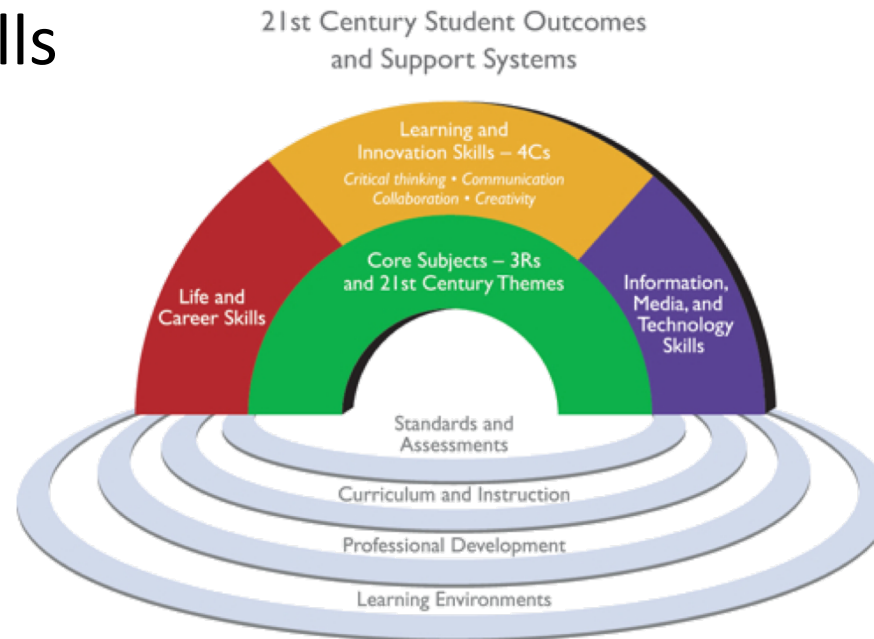 lls
21st Century Student Outcomes
and Support Systems
Learning and
Innovation Skills – 4Cs
Critical thinking • Communication
Collaboration • Creativity
Core Subjects – 3Rs
and 21st Century Themes
Life and
Career Skills
Information,
Media, and
Technology
Skills
Standards and
Assessments
Curriculum and Instruction
Professional Development
Learning Environments